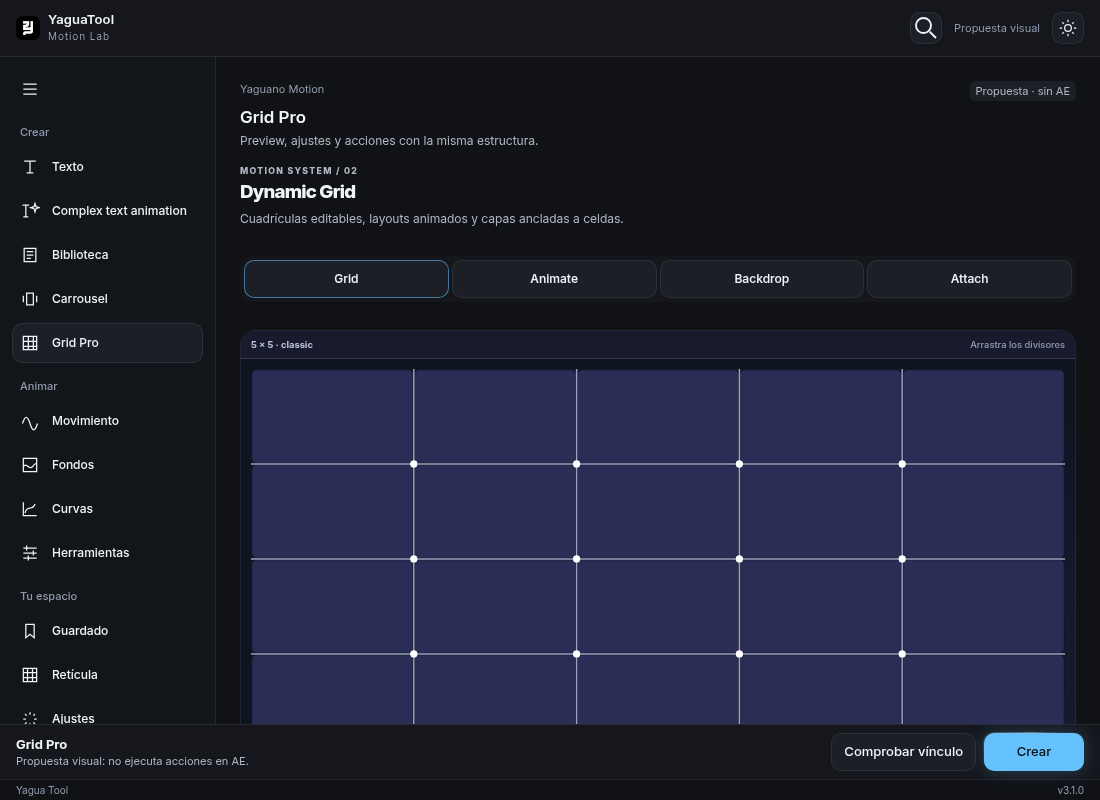 YaguaTool
Motion Lab
Propuesta visual
Crear
Texto
Complex text animation
Biblioteca
Carrousel
Grid Pro
Animar
Movimiento
Fondos
Curvas
Herramientas
Tu espacio
Guardado
Retícula
Ajustes
Yaguano Motion
Propuesta · sin AE
Grid Pro
Preview, ajustes y acciones con la misma estructura.
MOTION SYSTEM / 02
Dynamic Grid
Cuadrículas editables, layouts animados y capas ancladas a celdas.
Grid Animate Backdrop Attach
5 × 5 · classic Arrastra los divisores
Grid Pro
Propuesta visual: no ejecuta acciones en AE.
Comprobar vínculo Crear
Yagua Tool v3.1.0